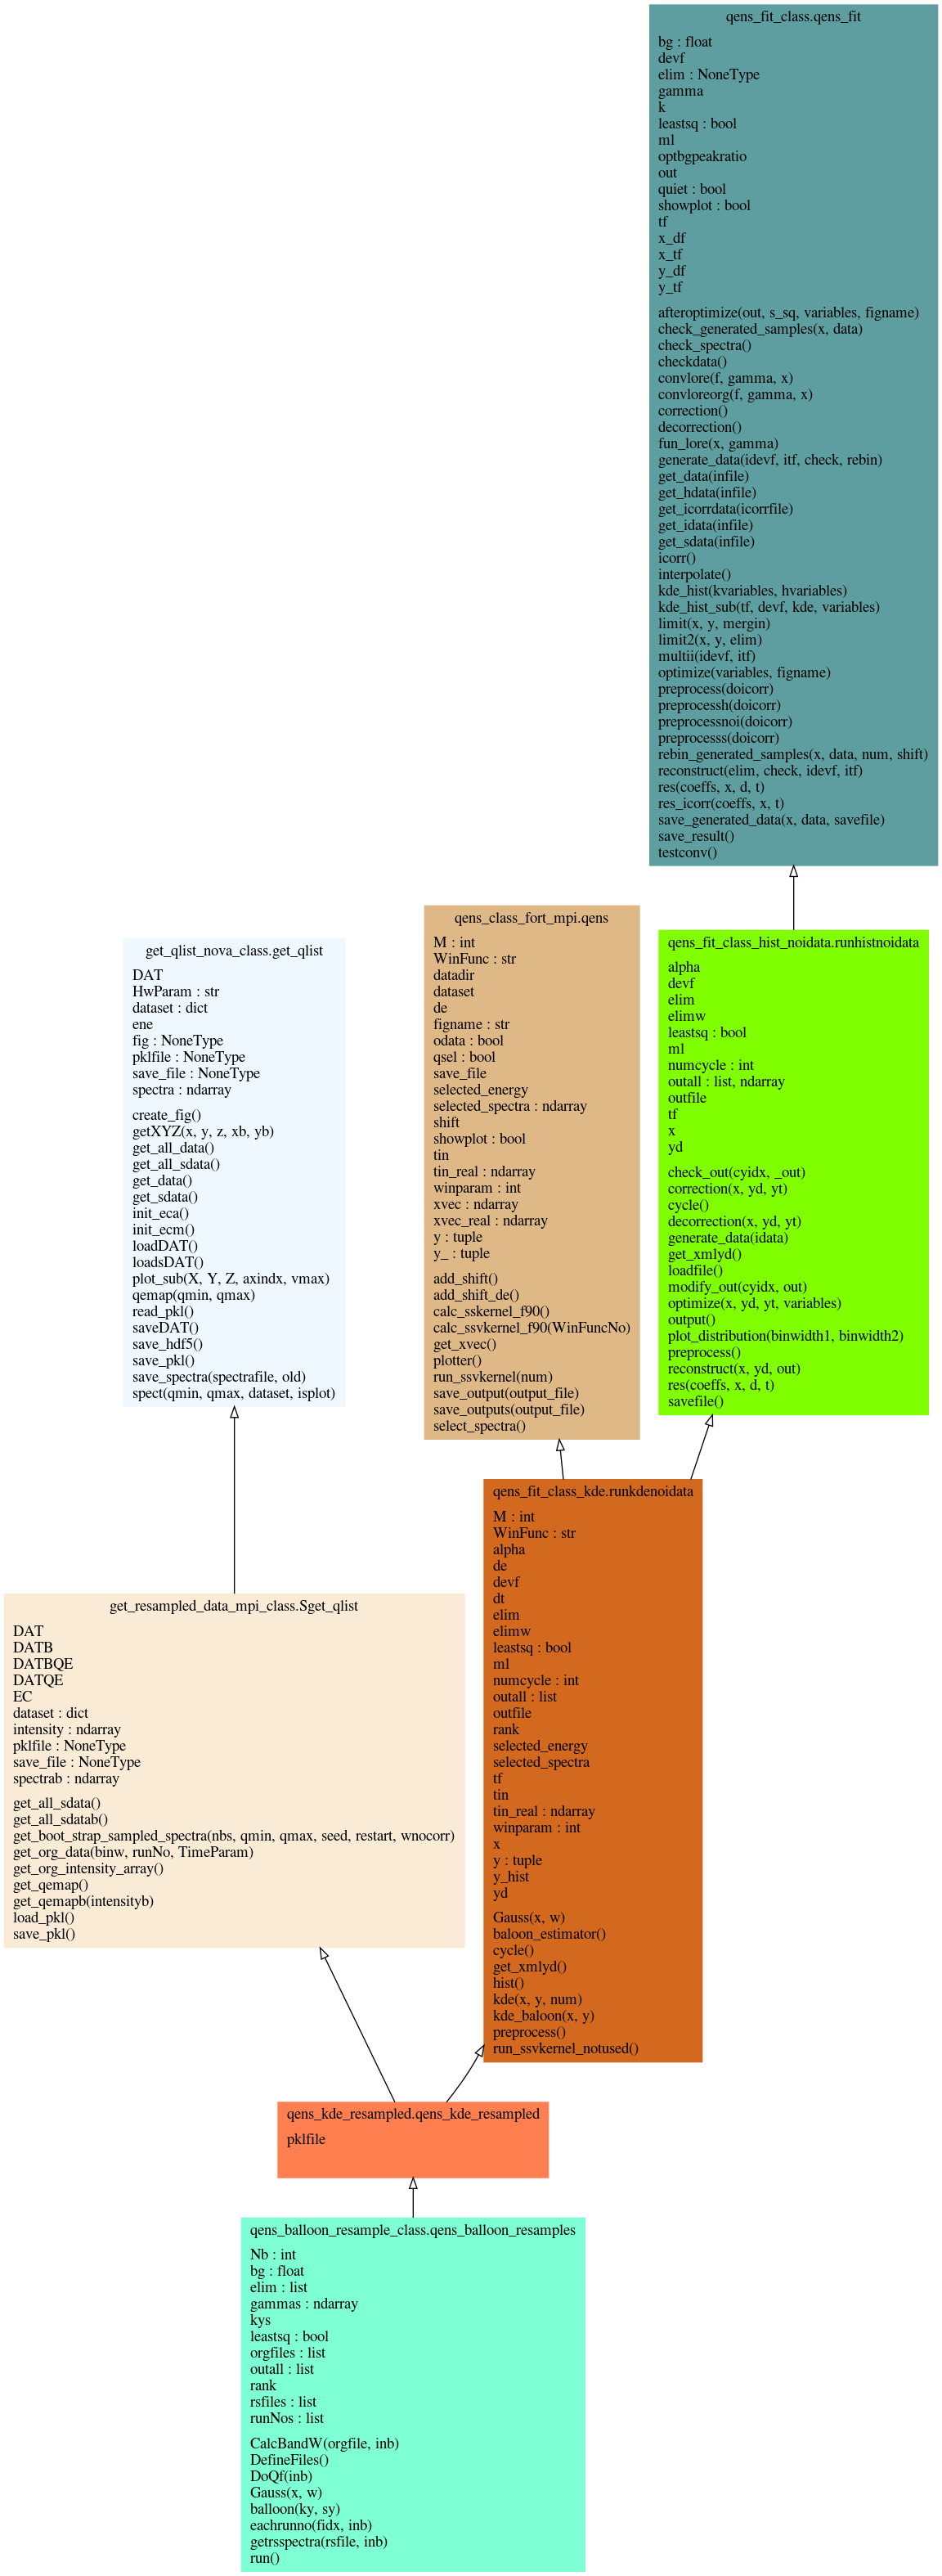 qens_fit_class.qens_fit
bg : float
devf
elim : NoneType
gamma
k
leastsq : bool
ml
optbgpeakratio
out
quiet : bool
showplot : bool
tf
x_df
x_tf
y_df
y_tf
afteroptimize(out, s_sq, variables, figname)
check_generated_samples(x, data)
check_spectra()
checkdata()
convlore(f, gamma, x)
convloreorg(f, gamma, x)
correction()
decorrection()
fun_lore(x, gamma)
generate_data(idevf, itf, check, rebin)
get_data(infile)
get_hdata(infile)
get_icorrdata(icorrfile)
get_idata(infile)
get_sdata(infile)
icorr()
interpolate()
kde_hist(kvariables, hvariables)
kde_hist_sub(tf, devf, kde, variables)
limit(x, y, mergin)
limit2(x, y, elim)
multii(idevf, itf)
optimize(variables, figname)
preprocess(doicorr)
preprocessh(doicorr)
preprocessnoi(doicorr)
preprocesss(doicorr)
rebin_generated_samples(x, data, num, shift)
reconstruct(elim, check, idevf, itf)
res(coeffs, x, d, t)
res_icorr(coeffs, x, t)
save_generated_data(x, data, savefile)
save_result()
testconv()
get_qlist_nova_class.get_qlist
DAT
HwParam : str
dataset : dict
ene
fig : NoneType
pklfile : NoneType
save_file : NoneType
spectra : ndarray
create_fig()
getXYZ(x, y, z, xb, yb)
get_all_data()
get_all_sdata()
get_data()
get_sdata()
init_eca()
init_ecm()
loadDAT()
loadsDAT()
plot_sub(X, Y, Z, axindx, vmax)
qemap(qmin, qmax)
read_pkl()
saveDAT()
save_hdf5()
save_pkl()
save_spectra(spectrafile, old)
spect(qmin, qmax, dataset, isplot)
qens_class_fort_mpi.qens
M : int
WinFunc : str
datadir
dataset
de
figname : str
odata : bool
qsel : bool
save_file
selected_energy
selected_spectra : ndarray
shift
showplot : bool
tin
tin_real : ndarray
winparam : int
xvec : ndarray
xvec_real : ndarray
y : tuple
y_ : tuple
add_shift()
add_shift_de()
calc_sskernel_f90()
calc_ssvkernel_f90(WinFuncNo)
get_xvec()
plotter()
run_ssvkernel(num)
save_output(output_file)
save_outputs(output_file)
select_spectra()
qens_fit_class_hist_noidata.runhistnoidata
alpha
devf
elim
elimw
leastsq : bool
ml
numcycle : int
outall : list, ndarray
outfile
tf
x
yd
check_out(cyidx, _out)
correction(x, yd, yt)
cycle()
decorrection(x, yd, yt)
generate_data(idata)
get_xmlyd()
loadfile()
modify_out(cyidx, out)
optimize(x, yd, yt, variables)
output()
plot_distribution(binwidth1, binwidth2)
preprocess()
reconstruct(x, yd, out)
res(coeffs, x, d, t)
savefile()
qens_fit_class_kde.runkdenoidata
M : int
WinFunc : str
alpha
de
devf
dt
elim
elimw
leastsq : bool
ml
numcycle : int
outall : list
outfile
rank
selected_energy
selected_spectra
tf
tin
tin_real : ndarray
winparam : int
x
y : tuple
y_hist
yd
Gauss(x, w)
baloon_estimator()
cycle()
get_xmlyd()
hist()
kde(x, y, num)
kde_baloon(x, y)
preprocess()
run_ssvkernel_notused()
get_resampled_data_mpi_class.Sget_qlist
DAT
DATB
DATBQE
DATQE
EC
dataset : dict
intensity : ndarray
pklfile : NoneType
save_file : NoneType
spectrab : ndarray
get_all_sdata()
get_all_sdatab()
get_boot_strap_sampled_spectra(nbs, qmin, qmax, seed, restart, wnocorr)
get_org_data(binw, runNo, TimeParam)
get_org_intensity_array()
get_qemap()
get_qemapb(intensityb)
load_pkl()
save_pkl()
qens_kde_resampled.qens_kde_resampled
pklfile
qens_balloon_resample_class.qens_balloon_resamples
Nb : int
bg : float
elim : list
gammas : ndarray
kys
leastsq : bool
orgfiles : list
outall : list
rank
rsfiles : list
runNos : list
CalcBandW(orgfile, inb)
DefineFiles()
DoQf(inb)
Gauss(x, w)
balloon(ky, sy)
eachrunno(fidx, inb)
getrsspectra(rsfile, inb)
run()